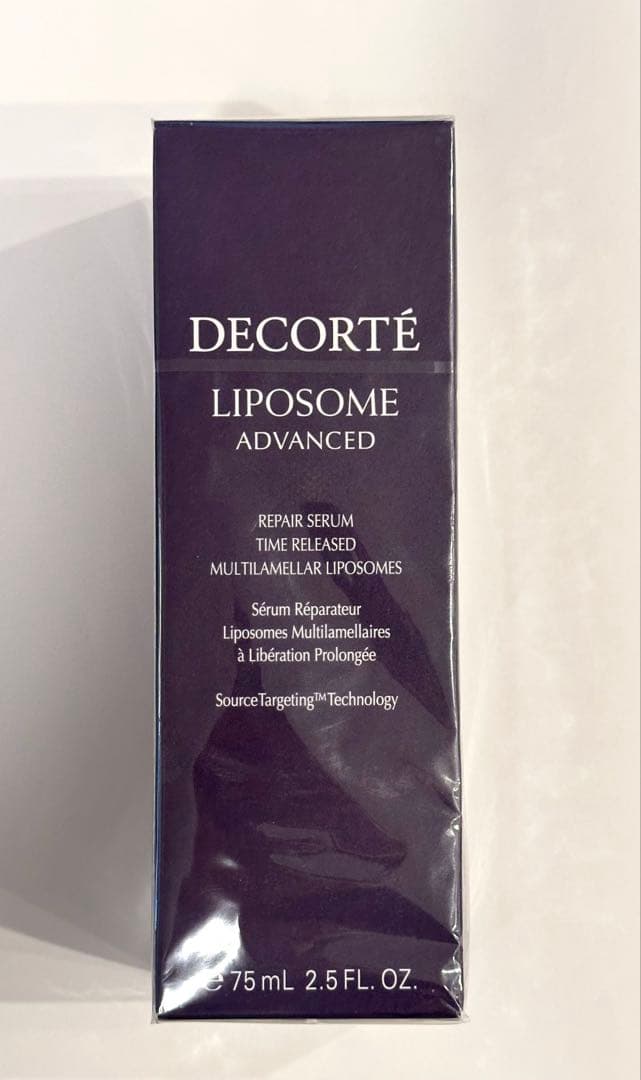 DECORTÉ
LIPOSOME
ADVANCED
REPAIR SERUM
TIME RELEASED
MULTILAMELLAR LIPOSOMES
Sérum Réparateur
Liposomes Multilamellaires
à Libération Prolongée
SourceTargeting™Technology
℮ 75 mL 2.5 FL. OZ.